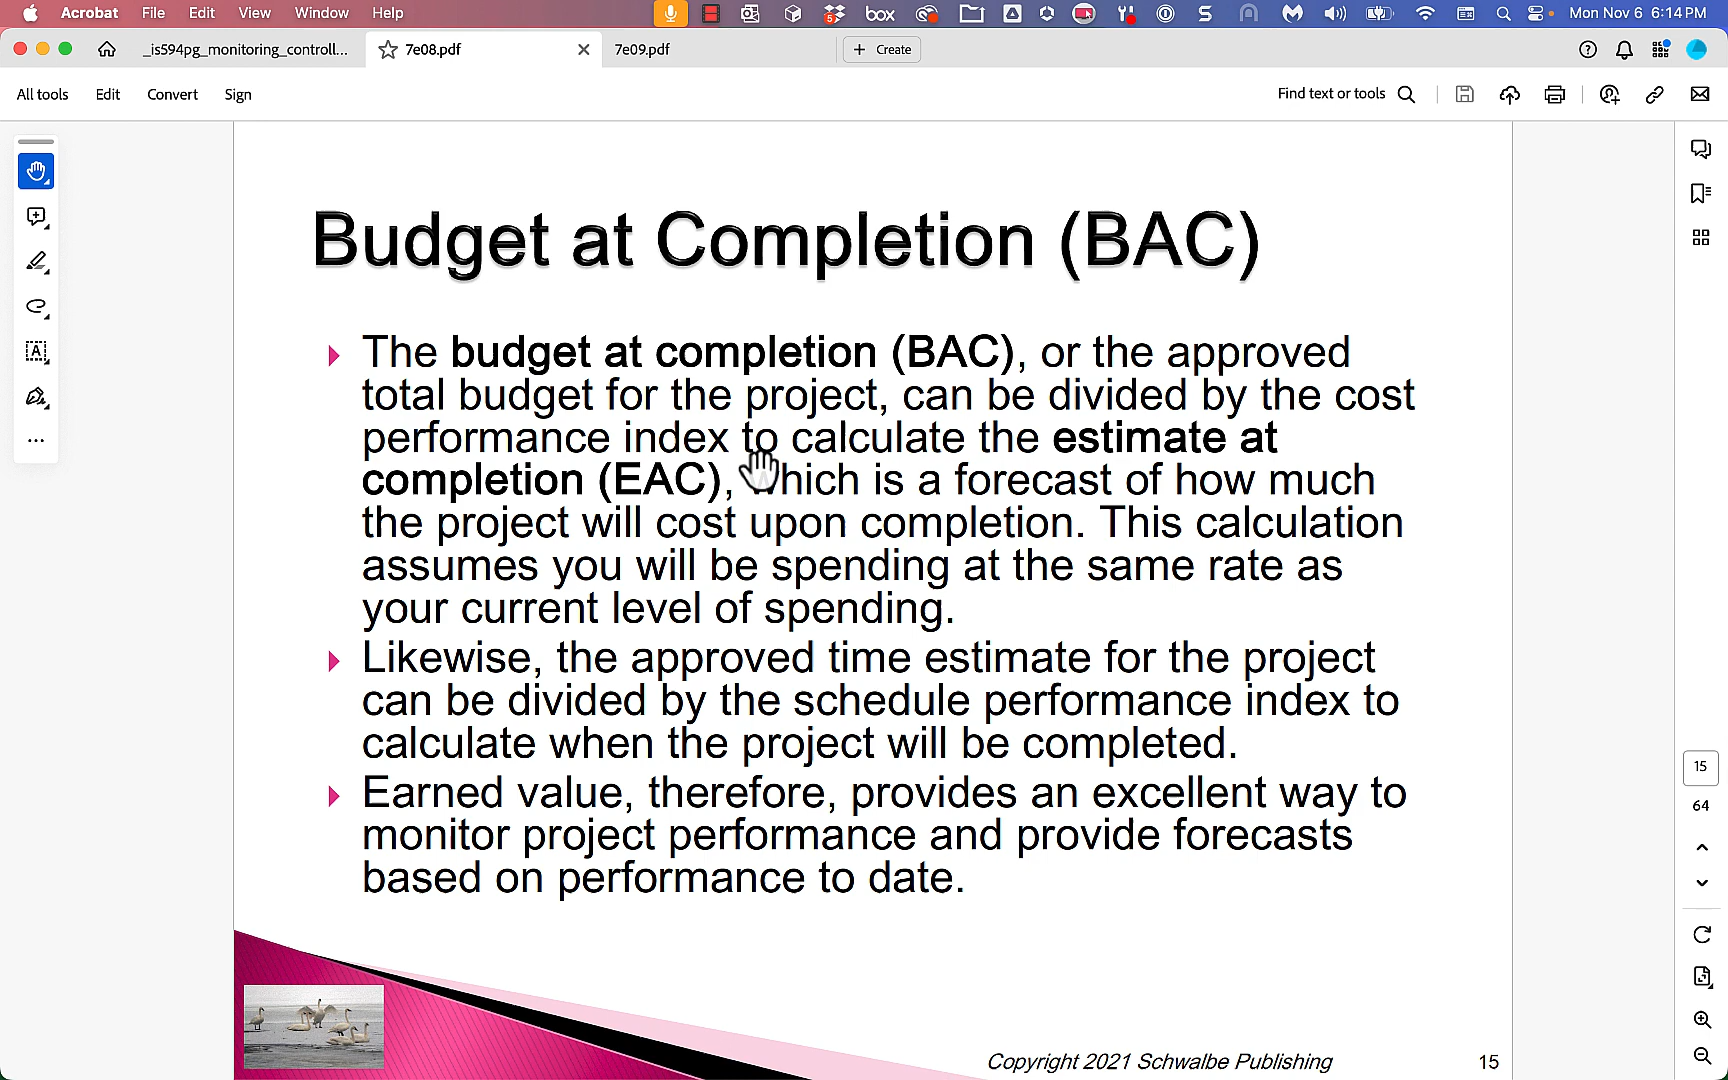 Acrobat File Edit View Window Help
5
box
Mon Nov 6 6:14 PM
_is594pg_monitoring_controll...
7e08.pdf
7e09.pdf
+ Create
All tools Edit Convert Sign
Find text or tools
Budget at Completion (BAC)
The budget at completion (BAC), or the approved
total budget for the project, can be divided by the cost
performance index to calculate the estimate at
completion (EAC), which is a forecast of how much
the project will cost upon completion. This calculation
assumes you will be spending at the same rate as
your current level of spending.
Likewise, the approved time estimate for the project
can be divided by the schedule performance index to
calculate when the project will be completed.
Earned value, therefore, provides an excellent way to
monitor project performance and provide forecasts
based on performance to date.
Copyright 2021 Schwalbe Publishing
15
15
64